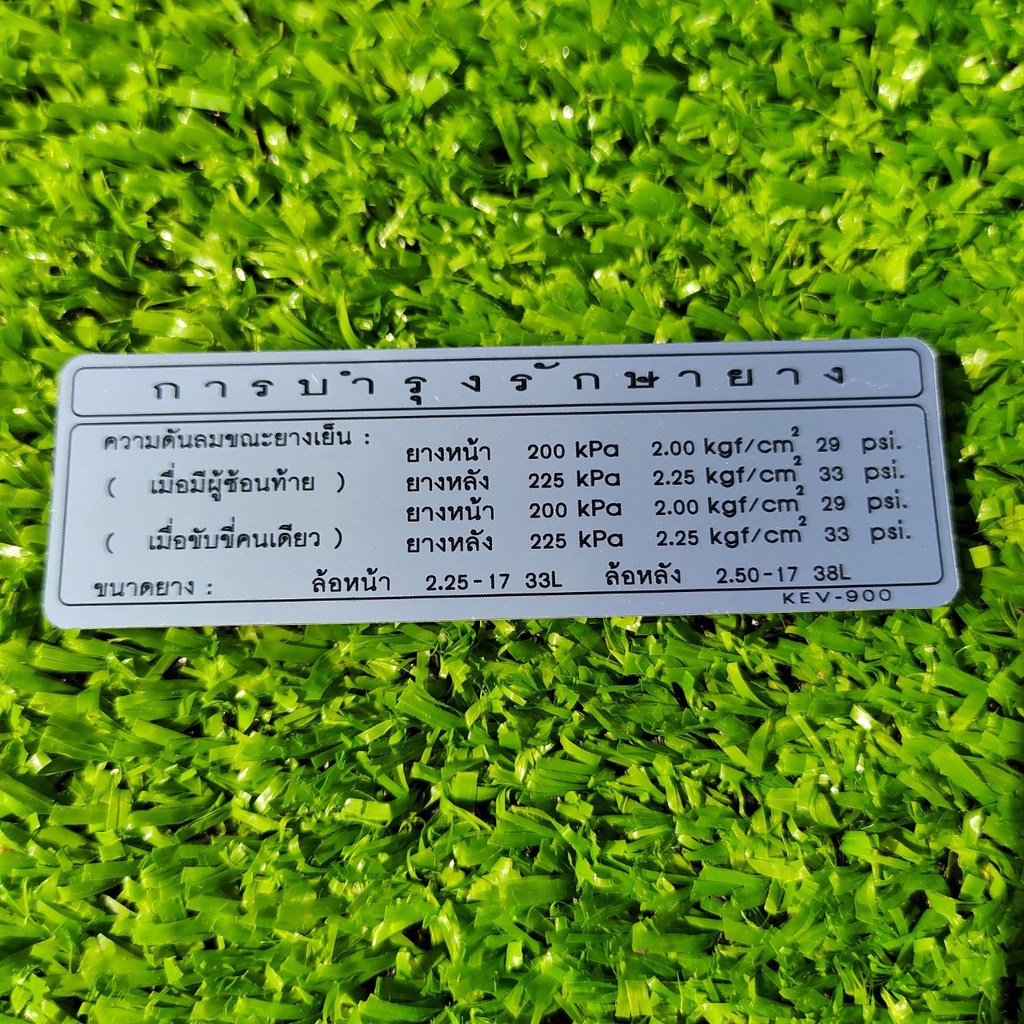 การบำรุงรักษายาง
ความดันลมขณะยางเย็น :
ยางหน้า 200 kPa 2.00 kgf/cm² 29 psi.
( เมื่อมีผู้ซ้อนท้าย ) ยางหลัง 225 kPa 2.25 kgf/cm² 33 psi.
ยางหน้า 200 kPa 2.00 kgf/cm² 29 psi.
( เมื่อขับขี่คนเดียว ) ยางหลัง 225 kPa 2.25 kgf/cm² 33 psi.
ขนาดยาง : ล้อหน้า 2.25-17 33L ล้อหลัง 2.50-17 38L
KEV-900